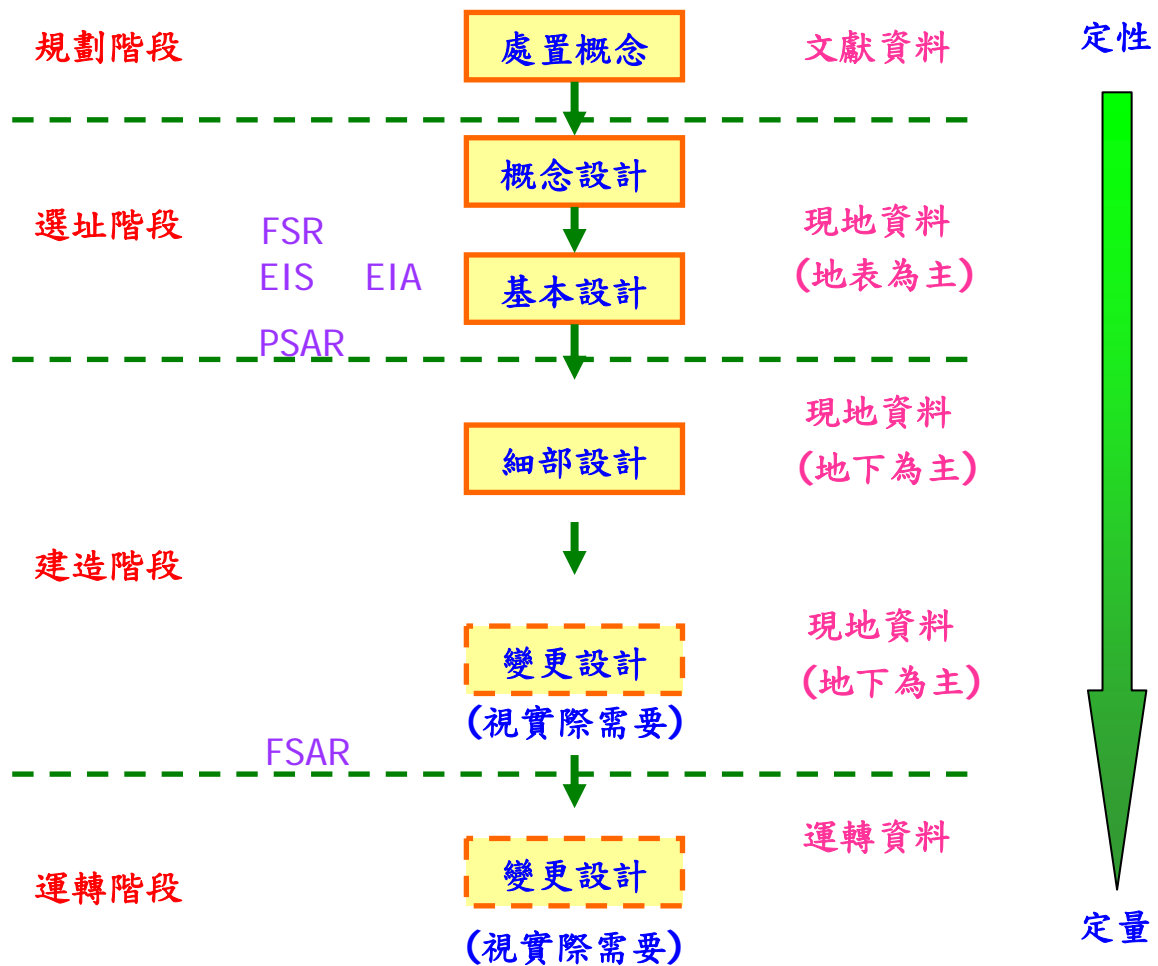 規劃階段
處置概念
文獻資料
定性
概念設計
選址階段
FSR
EIS EIA
現地資料
(地表為主)
基本設計
PSAR
現地資料
(地下為主)
細部設計
建造階段
現地資料
(地下為主)
變更設計
(視實際需要)
FSAR
運轉資料
變更設計
運轉階段
(視實際需要)
定量